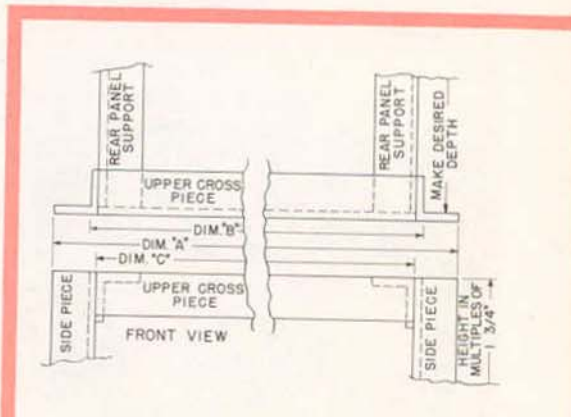 REAR PANEL
SUPPORT
REAR PANEL
SUPPORT
MAKE DESIRED
DEPTH
UPPER CROSS
PIECE
DIM. "B"
DIM. "A"
DIM. "C"
SIDE PIECE
UPPER CROSS
PIECE
FRONT VIEW
SIDE PIECE
HEIGHT IN
MULTIPLES OF
1 3/4"